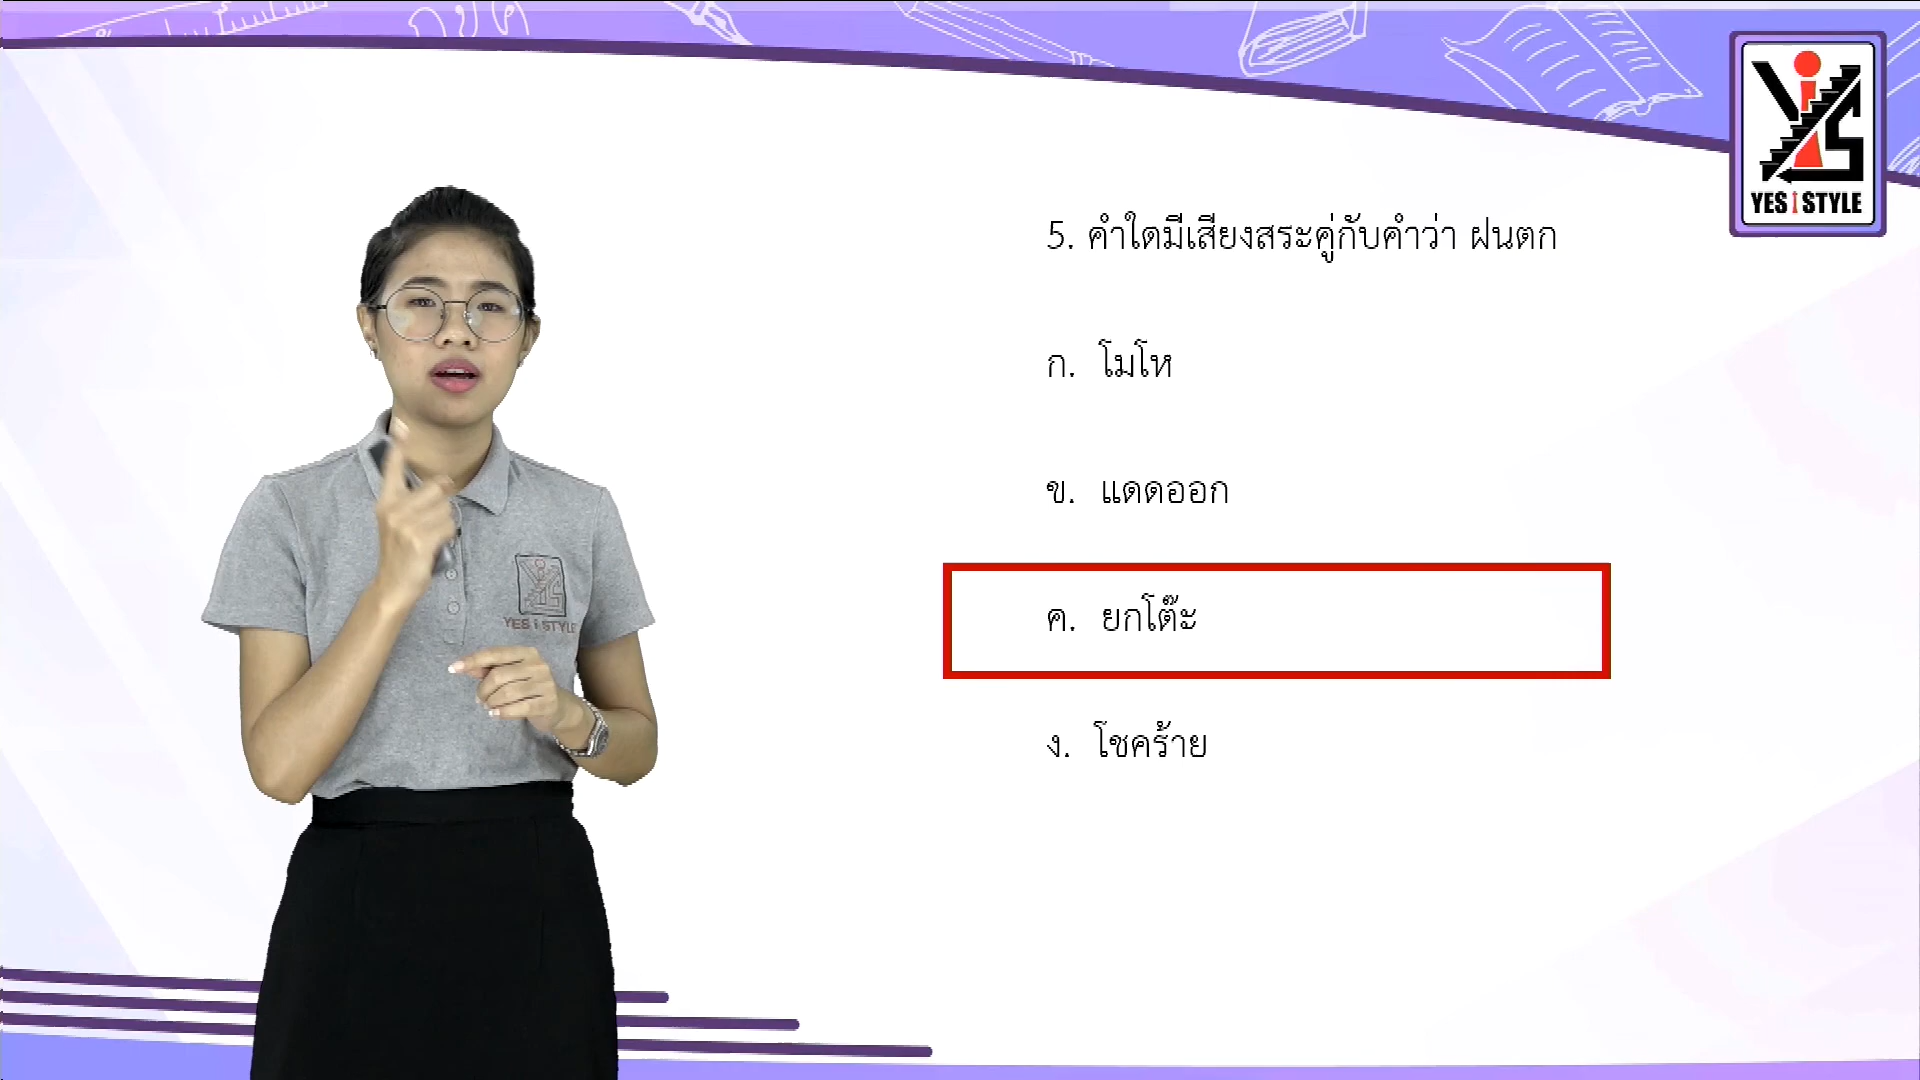 YES i STYLE
5. คำใดมีเสียงสระคู่กับคำว่า ฝนตก
ก. โมโห
ข. แดดออก
ค. ยกโต๊ะ
ง. โชคร้าย
YES i STYLE